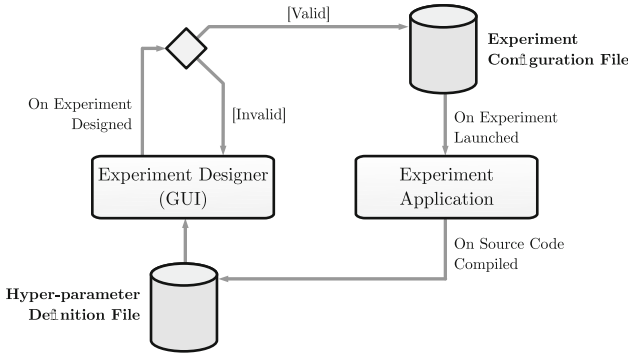 [Valid]
Experiment
Configuration File
On Experiment
Designed
[Invalid]
On Experiment
Launched
Experiment Designer
(GUI)
Experiment
Application
On Source Code
Compiled
Hyper-parameter
Definition File